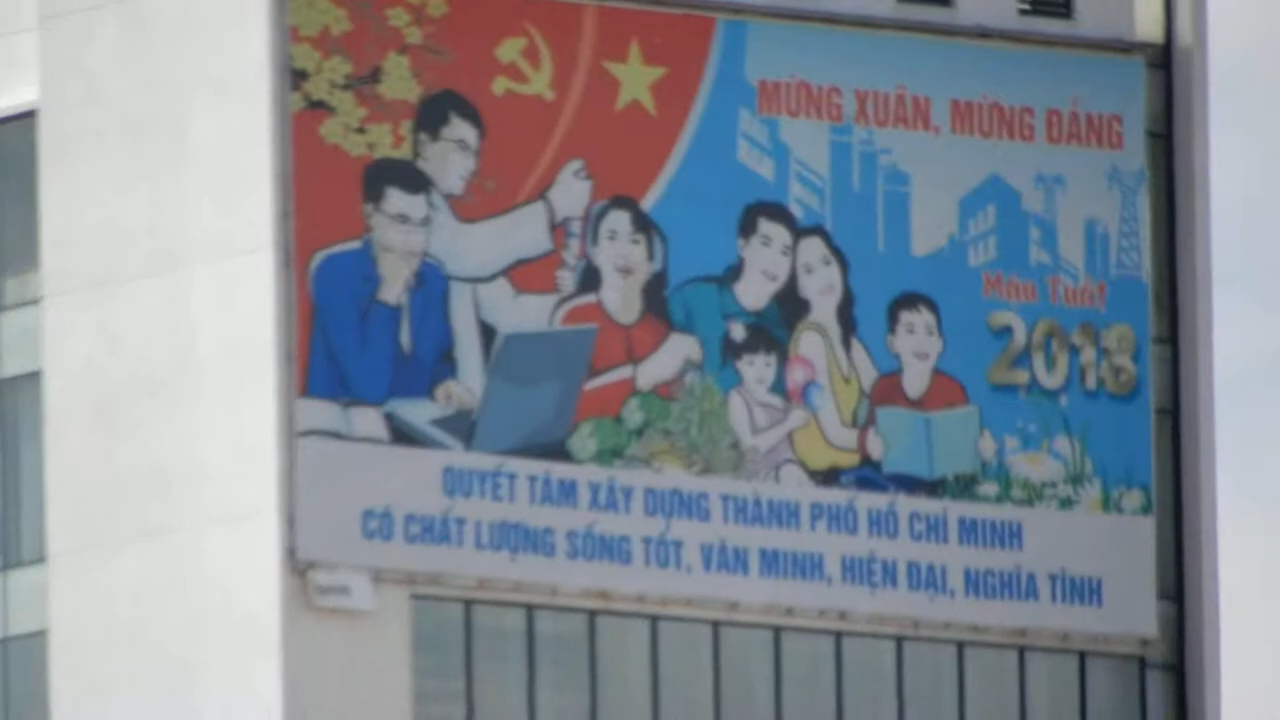 MỪNG XUÂN, MỪNG ĐẢNG
Mậu Tuất
2018
QUYẾT TÂM XÂY DỰNG THÀNH PHỐ HỒ CHÍ MINH
CÓ CHẤT LƯỢNG SỐNG TỐT, VĂN MINH, HIỆN ĐẠI, NGHĨA TÌNH